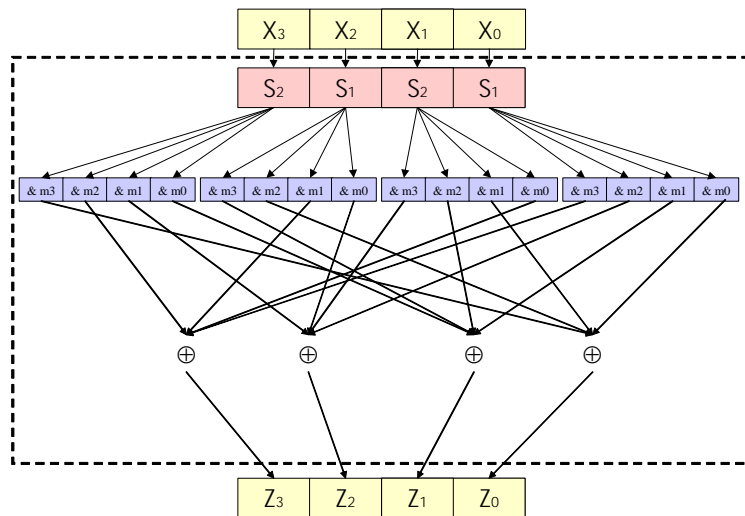 X₃ X₂ X₁ X₀
S₂ S₁ S₂ S₁
& m3 & m2 & m1 & m0 & m3 & m2 & m1 & m0 & m3 & m2 & m1 & m0 & m3 & m2 & m1 & m0
⊕ ⊕ ⊕ ⊕
Z₃ Z₂ Z₁ Z₀